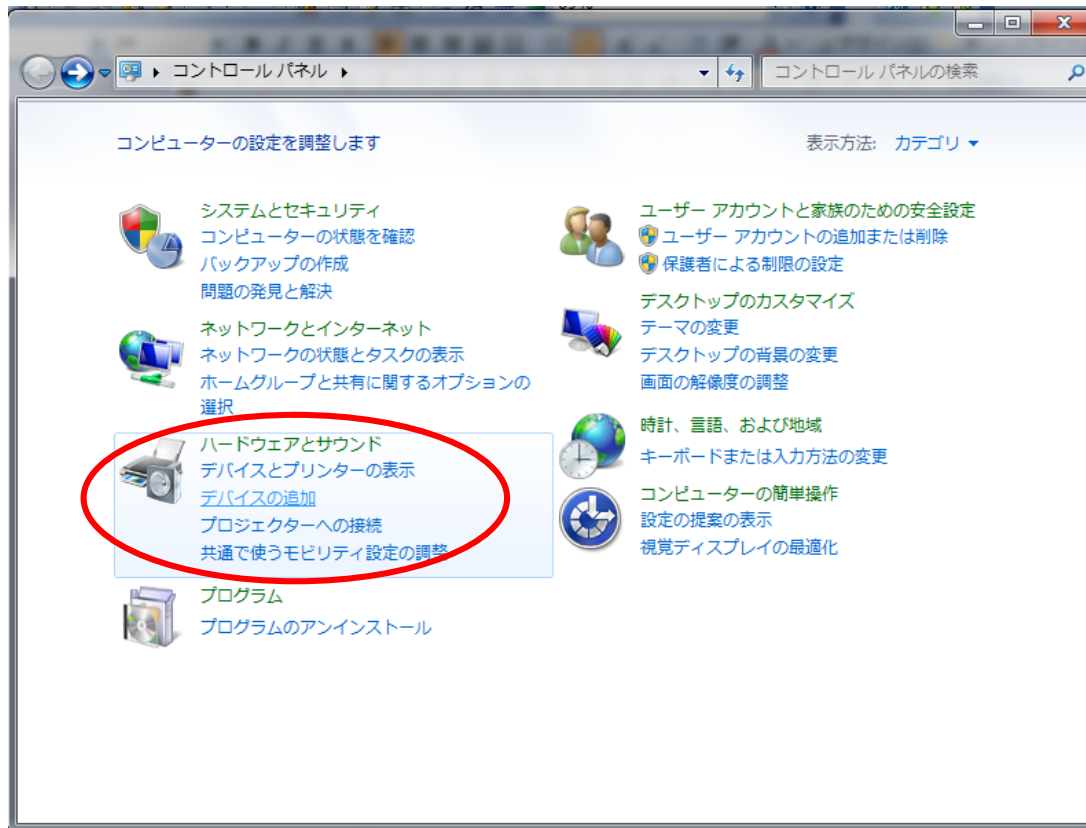 コントロール パネル
コントロール パネルの検索
コンピューターの設定を調整します
表示方法: カテゴリ
システムとセキュリティ
コンピューターの状態を確認
バックアップの作成
問題の発見と解決
ネットワークとインターネット
ネットワークの状態とタスクの表示
ホームグループと共有に関するオプションの
選択
ハードウェアとサウンド
デバイスとプリンターの表示
デバイスの追加
プロジェクターへの接続
共通で使うモビリティ設定の調整
プログラム
プログラムのアンインストール
ユーザー アカウントと家族のための安全設定
ユーザー アカウントの追加または削除
保護者による制限の設定
デスクトップのカスタマイズ
テーマの変更
デスクトップの背景の変更
画面の解像度の調整
時計、言語、および地域
キーボードまたは入力方法の変更
コンピューターの簡単操作
設定の提案の表示
視覚ディスプレイの最適化